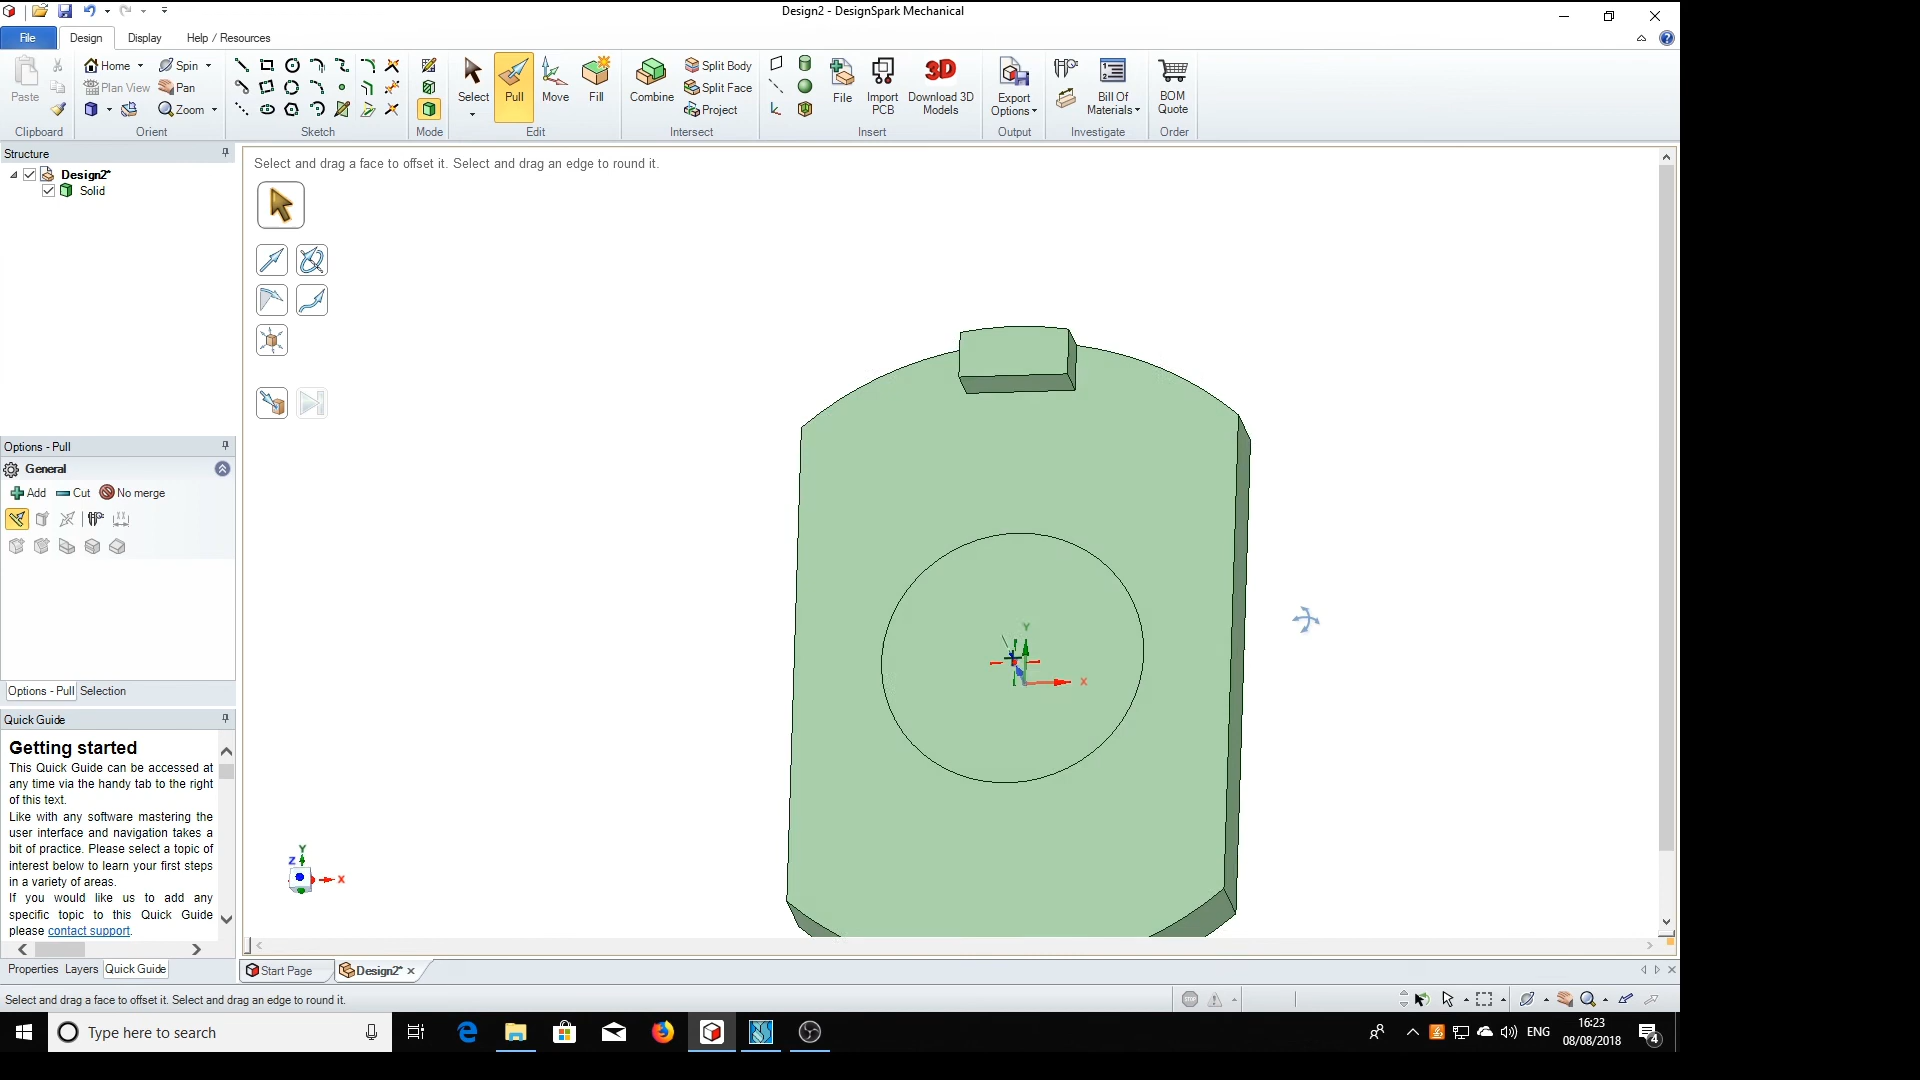 Design2 - DesignSpark Mechanical
File Design Display Help / Resources
Paste
Clipboard
Home Spin
Plan View Pan
Zoom
Orient
Sketch
Mode
Select Pull Move Fill
Edit
Combine
Split Body
Split Face
Project
Intersect
File
Import PCB
3D
Download 3D Models
Insert
Export Options
Output
Bill Of Materials
Investigate
BOM Quote
Order
Structure
Design2*
Solid
Select and drag a face to offset it. Select and drag an edge to round it.
Options - Pull
General
Add Cut No merge
Options - Pull Selection
Quick Guide
Getting started
This Quick Guide can be accessed at
any time via the handy tab to the right
of this text.
Like with any software mastering the
user interface and navigation takes a
bit of practice. Please select a topic of
interest below to learn your first steps
in a variety of areas.
If you would like us to add any
specific topic to this Quick Guide
please contact support.
Properties Layers Quick Guide
Y
X
Y
Z
X
Start Page Design2*
Select and drag a face to offset it. Select and drag an edge to round it.
STOP
Type here to search
ENG
16:23
08/08/2018
4